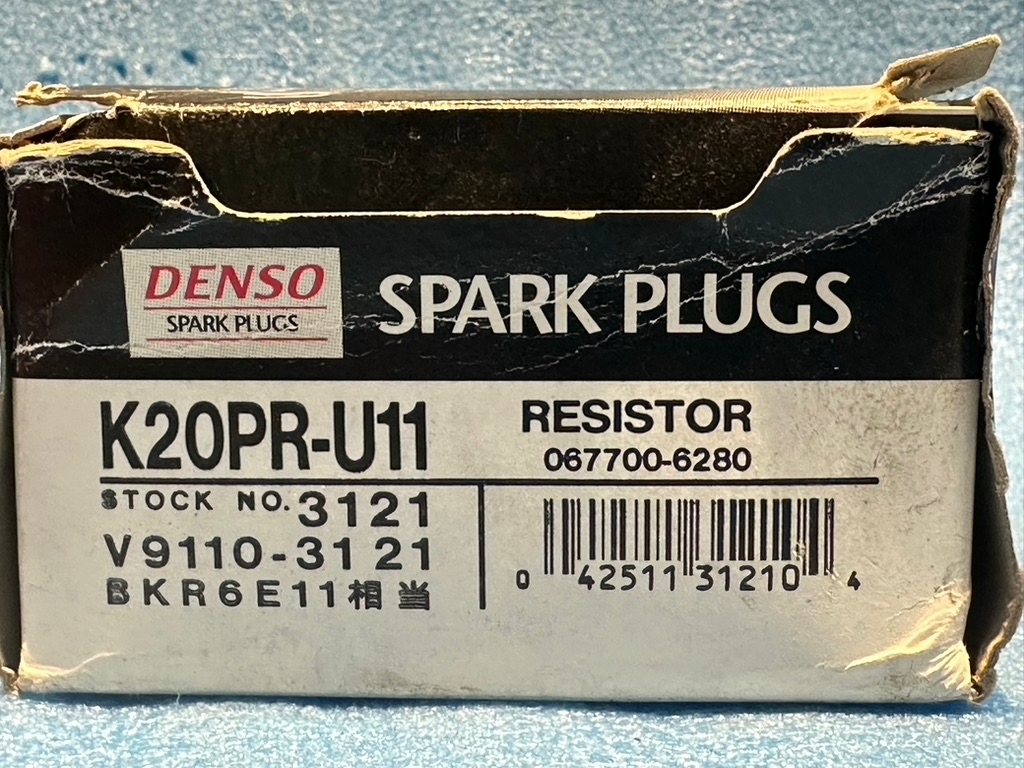 DENSO
SPARK PLUGS
SPARK PLUGS
K20PR-U11
RESISTOR
067700-6280
STOCK NO. 3121
V9110-3121
BKR6E11相当
0 42511 31210 4